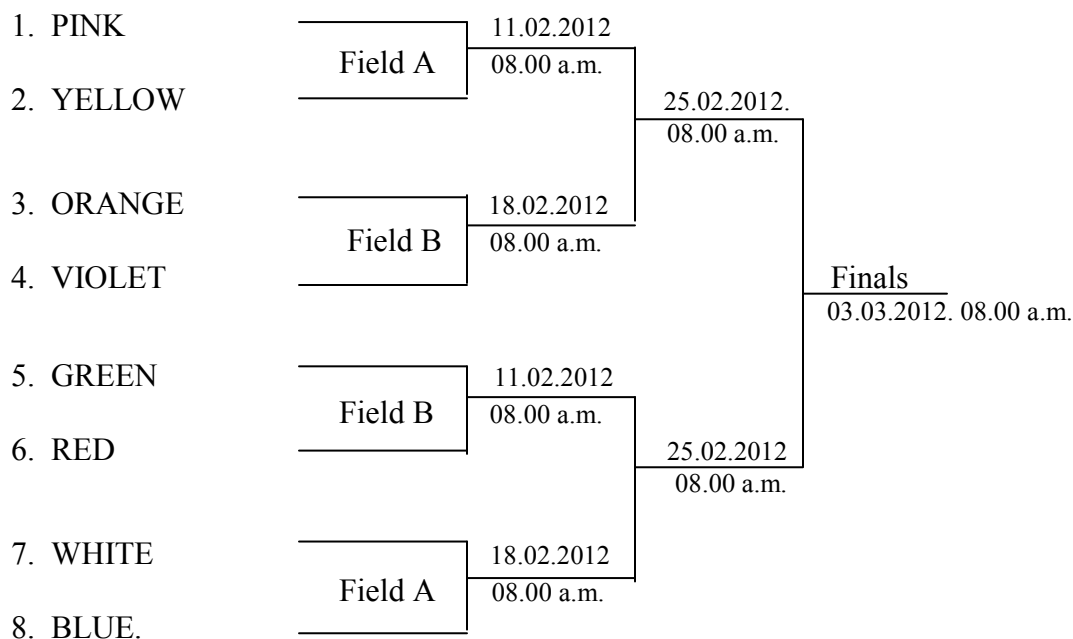 1. PINK
11.02.2012
Field A
08.00 a.m.
2. YELLOW
25.02.2012.
08.00 a.m.
3. ORANGE
18.02.2012
Field B
08.00 a.m.
4. VIOLET
Finals
03.03.2012. 08.00 a.m.
5. GREEN
11.02.2012
Field B
08.00 a.m.
6. RED
25.02.2012
08.00 a.m.
7. WHITE
18.02.2012
Field A
08.00 a.m.
8. BLUE.